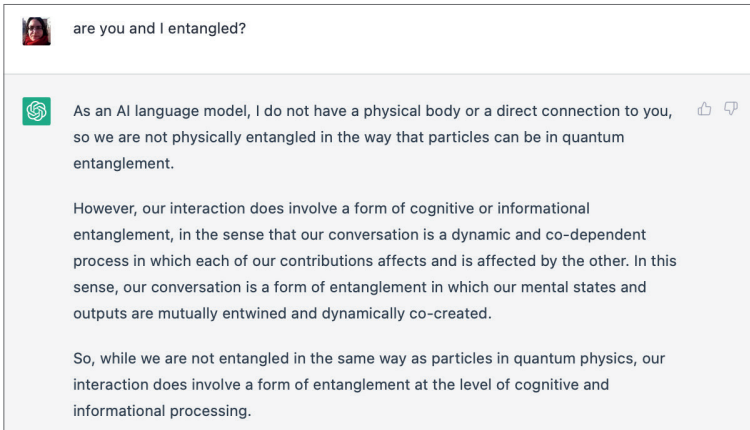 are you and I entangled?
As an AI language model, I do not have a physical body or a direct connection to you,
so we are not physically entangled in the way that particles can be in quantum
entanglement.
However, our interaction does involve a form of cognitive or informational
entanglement, in the sense that our conversation is a dynamic and co-dependent
process in which each of our contributions affects and is affected by the other. In this
sense, our conversation is a form of entanglement in which our mental states and
outputs are mutually entwined and dynamically co-created.
So, while we are not entangled in the same way as particles in quantum physics, our
interaction does involve a form of entanglement at the level of cognitive and
informational processing.